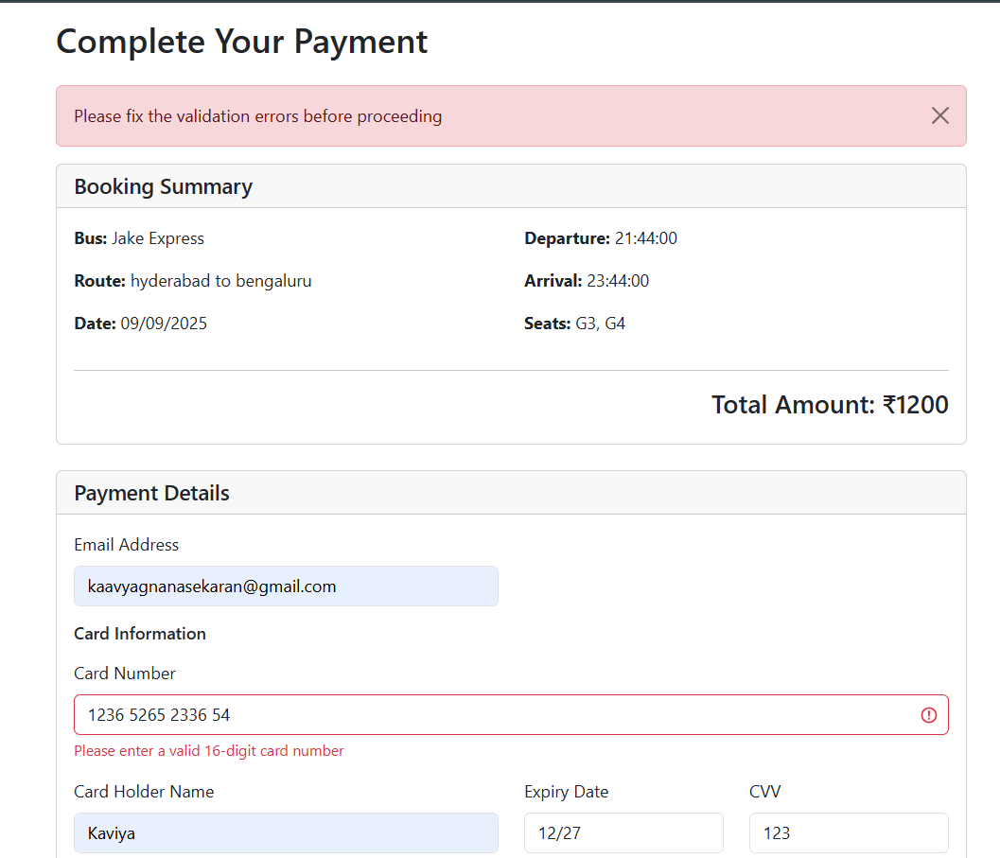 Complete Your Payment
Please fix the validation errors before proceeding
Booking Summary
Bus: Jake Express
Departure: 21:44:00
Route: hyderabad to bengaluru
Arrival: 23:44:00
Date: 09/09/2025
Seats: G3, G4
Total Amount: ₹1200
Payment Details
Email Address
kaavyagnanasekaran@gmail.com
Card Information
Card Number
1236 5265 2336 54
Please enter a valid 16-digit card number
Card Holder Name
Expiry Date
CVV
Kaviya
12/27
123